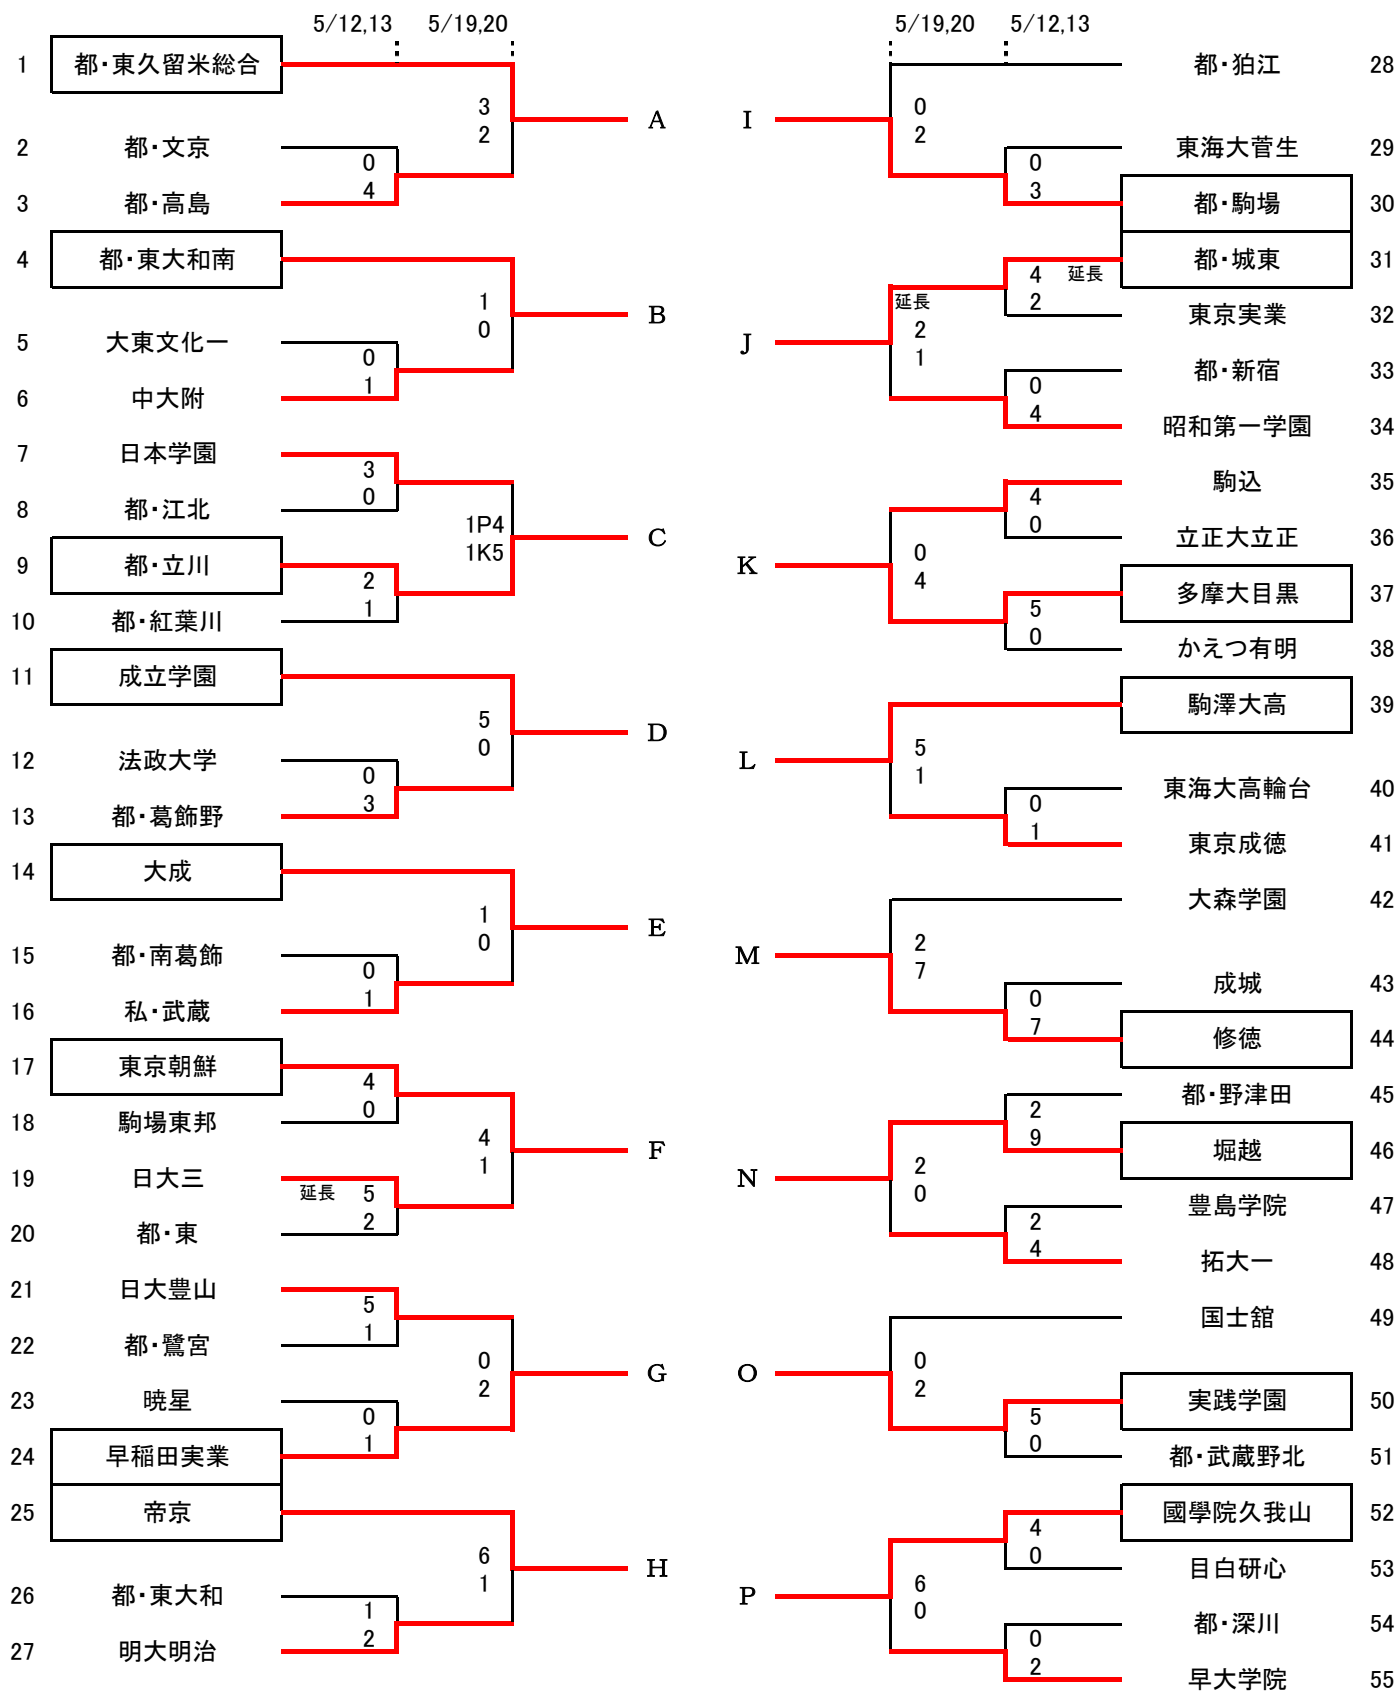 5/12,13 5/19,20
1 都・東久留米総合
3
2
A
2 都・文京
0
4
3 都・高島
4 都・東大和南
1
0
B
5 大東文化一
0
1
6 中大附
7 日本学園
3
0
8 都・江北
1P4
1K5
C
9 都・立川
2
1
10 都・紅葉川
11 成立学園
5
0
D
12 法政大学
0
3
13 都・葛飾野
14 大成
1
0
E
15 都・南葛飾
0
1
16 私・武蔵
17 東京朝鮮
4
0
18 駒場東邦
4
1
F
19 日大三
延長 5
2
20 都・東
21 日大豊山
5
1
22 都・鷺宮
0
2
G
23 暁星
0
1
24 早稲田実業
25 帝京
6
1
H
26 都・東大和
1
2
27 明大明治
5/19,20 5/12,13
都・狛江 28
I
0
2
東海大菅生 29
0
3
都・駒場 30
都・城東 31
4 延長
2
東京実業 32
延長
2
1
J
都・新宿 33
0
4
昭和第一学園 34
駒込 35
4
0
立正大立正 36
K
0
4
多摩大目黒 37
5
0
かえつ有明 38
駒澤大高 39
L
5
1
東海大高輪台 40
0
1
東京成徳 41
大森学園 42
M
2
7
成城 43
0
7
修徳 44
都・野津田 45
2
9
堀越 46
N
2
0
豊島学院 47
2
4
拓大一 48
国士舘 49
O
0
2
実践学園 50
5
0
都・武蔵野北 51
國學院久我山 52
4
0
目白研心 53
P
6
0
都・深川 54
0
2
早大学院 55